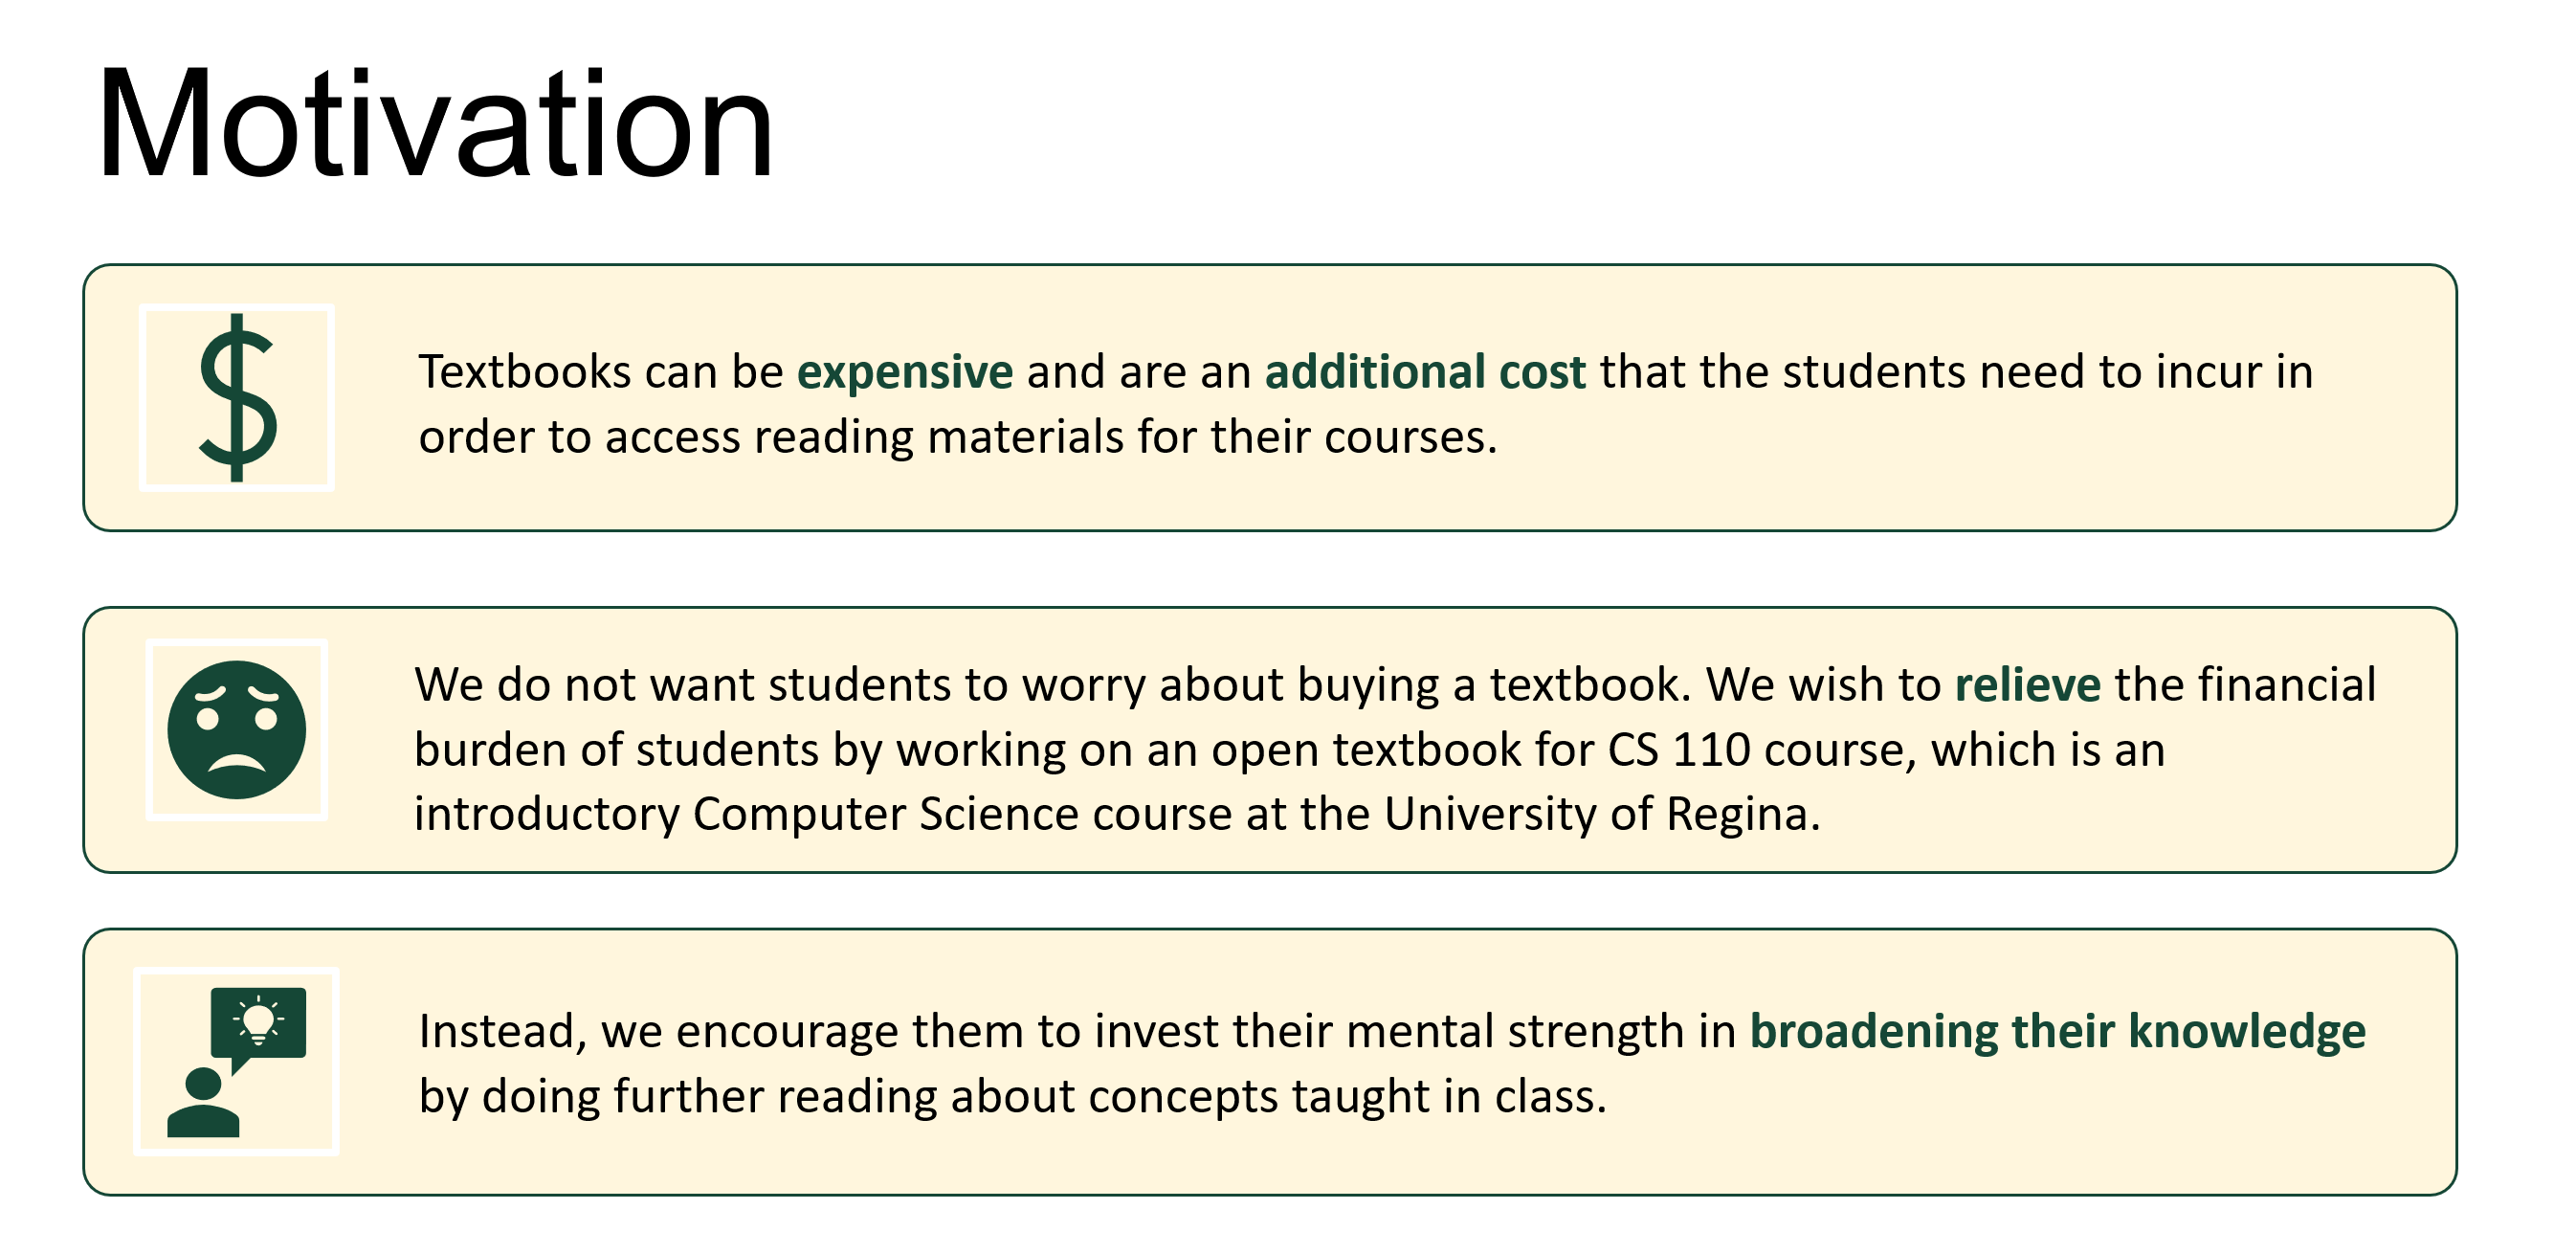 Motivation
Textbooks can be expensive and are an additional cost that the students need to incur in
order to access reading materials for their courses.
We do not want students to worry about buying a textbook. We wish to relieve the financial
burden of students by working on an open textbook for CS 110 course, which is an
introductory Computer Science course at the University of Regina.
Instead, we encourage them to invest their mental strength in broadening their knowledge
by doing further reading about concepts taught in class.